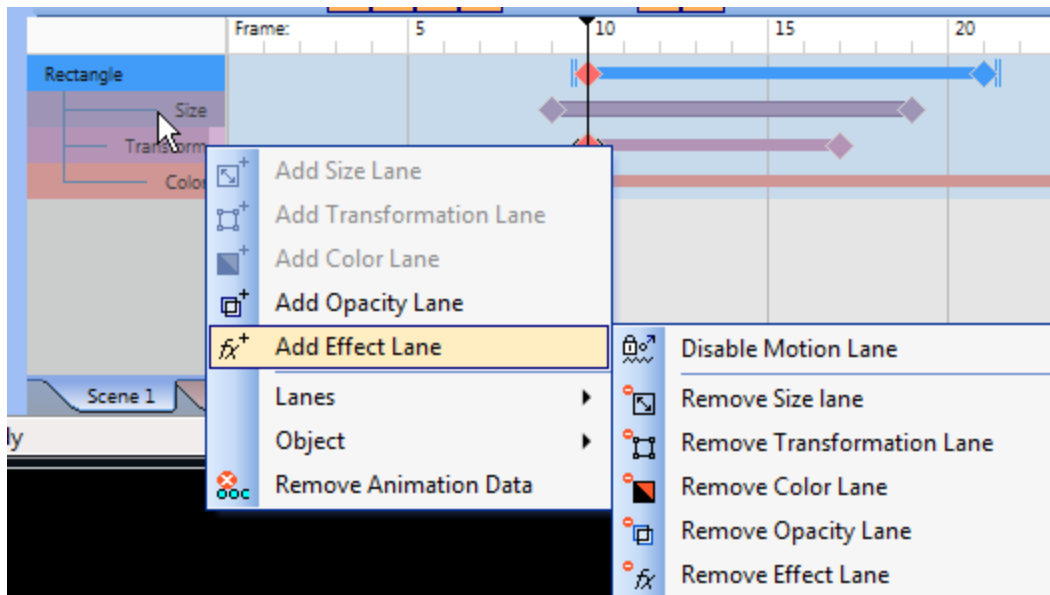 Frame: 5 10 15 20
Rectangle
Size
Transform
Color
Add Size Lane
Add Transformation Lane
Add Color Lane
Add Opacity Lane
Add Effect Lane
Lanes
Object
Remove Animation Data
Disable Motion Lane
Remove Size lane
Remove Transformation Lane
Remove Color Lane
Remove Opacity Lane
Remove Effect Lane
Scene 1
ly